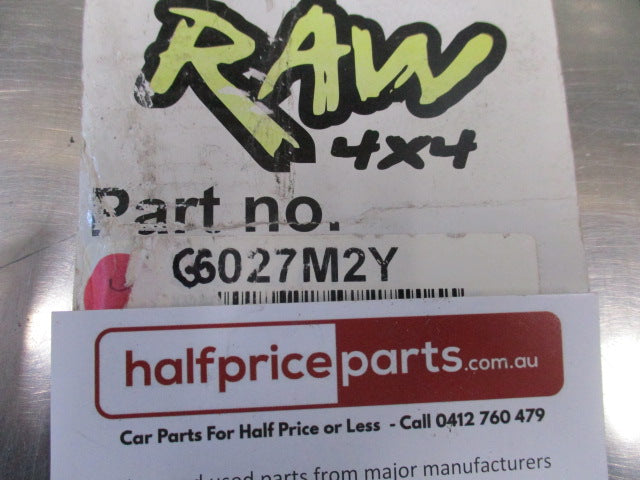 RAW
4x4
Part no.
G6027M2Y
halfpriceparts.com.au
Car Parts For Half Price or Less - Call 0412 760 479
used parts from major manufacturers